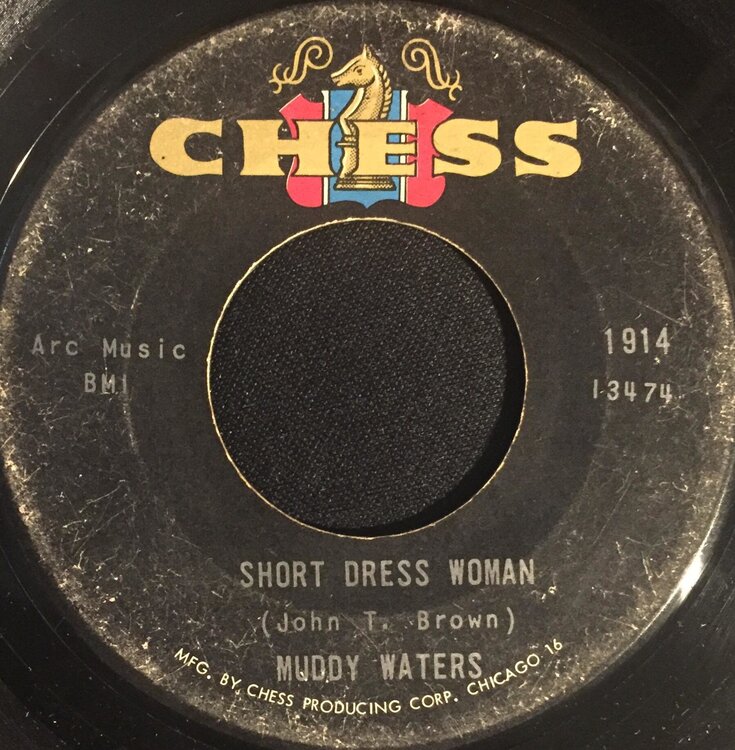 CHESS
Arc Music
BMI
1914
13474
SHORT DRESS WOMAN
(John T. Brown)
MUDDY WATERS
MFG. BY CHESS PRODUCING CORP. CHICAGO 16